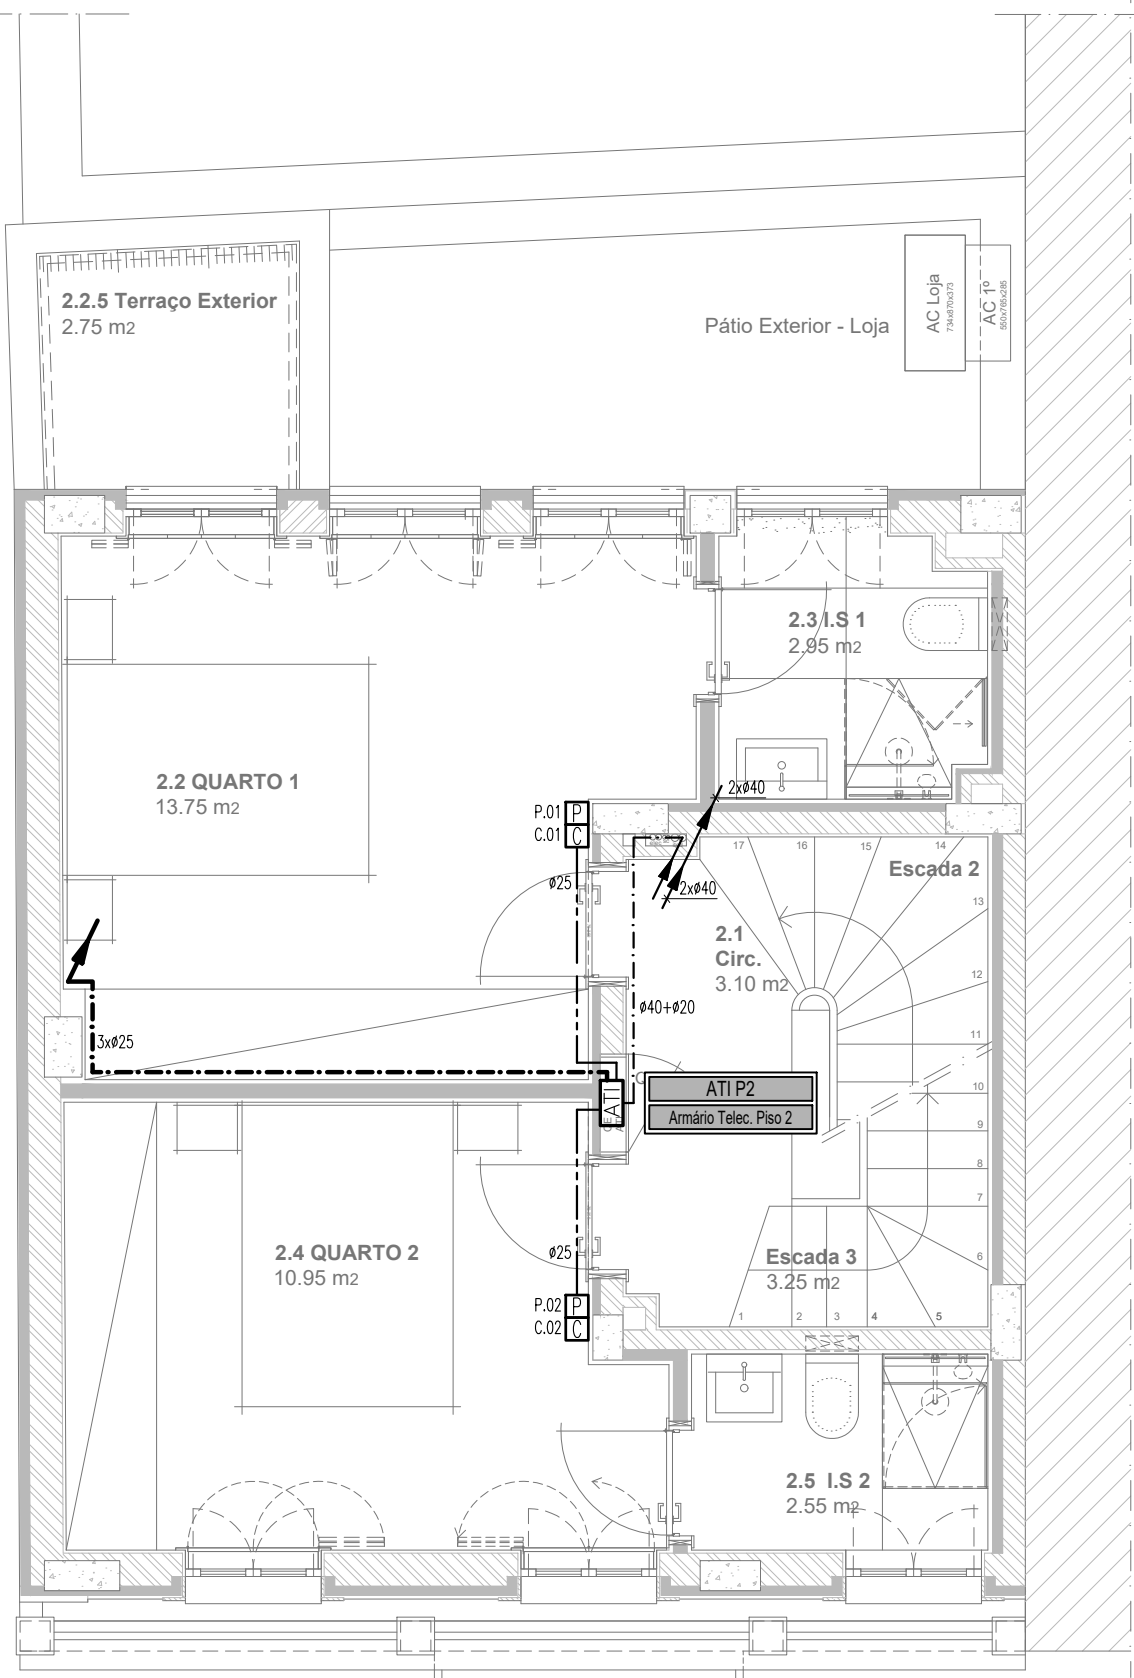 2.2.5 Terraço Exterior
2.75 m2
Pátio Exterior - Loja
AC Loja
734x870x373
AC 1º
550x765x285
2.3 I.S 1
2.95 m2
2.2 QUARTO 1
13.75 m2
2xø40
P.01 P
C.01 C
ø25
2xø40
17
16
15
14
Escada 2
13
12
11
10
9
8
7
6
5
4
3
2
1
2.1
Circ.
3.10 m2
ø40+ø20
3xø25
ATI
ATI P2
Armário Telec. Piso 2
2.4 QUARTO 2
10.95 m2
ø25
Escada 3
3.25 m2
P.02 P
C.02 C
2.5 I.S 2
2.55 m2